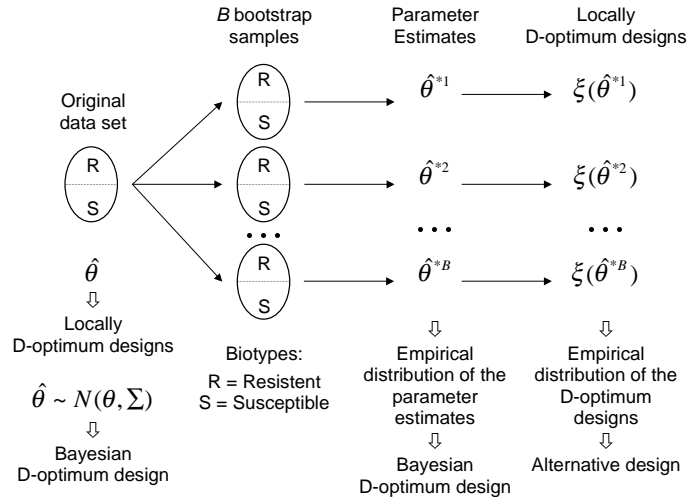 Original
data set
R
S
θ̂
Locally
D-optimum designs
θ̂ ~ N(θ, Σ)
Bayesian
D-optimum design
B bootstrap
samples
R
S
R
S
• • •
R
S
Biotypes:
R = Resistent
S = Susceptible
Parameter
Estimates
θ̂*1
θ̂*2
• • •
θ̂*B
Empirical
distribution of the
parameter
estimates
Bayesian
D-optimum design
Locally
D-optimum designs
ξ(θ̂*1)
ξ(θ̂*2)
• • •
ξ(θ̂*B)
Empirical
distribution of the
D-optimum
designs
Alternative design